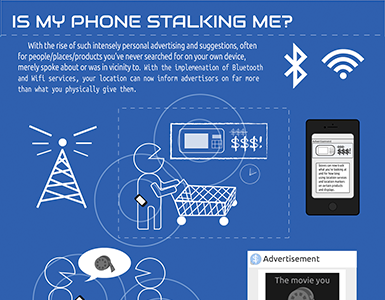 IS MY PHONE STALKING ME?
With the rise of such intensely personal advertising and suggestions, often
for people/places/products you've never searched for on your own device,
merely spoke about or was in vicinity to. With the implemenation of Bluetooth
and Wifi services, your location can now inform advertisors on far more
than what you physically give them.
$$$!
$$$!
Advertisement
The movie you